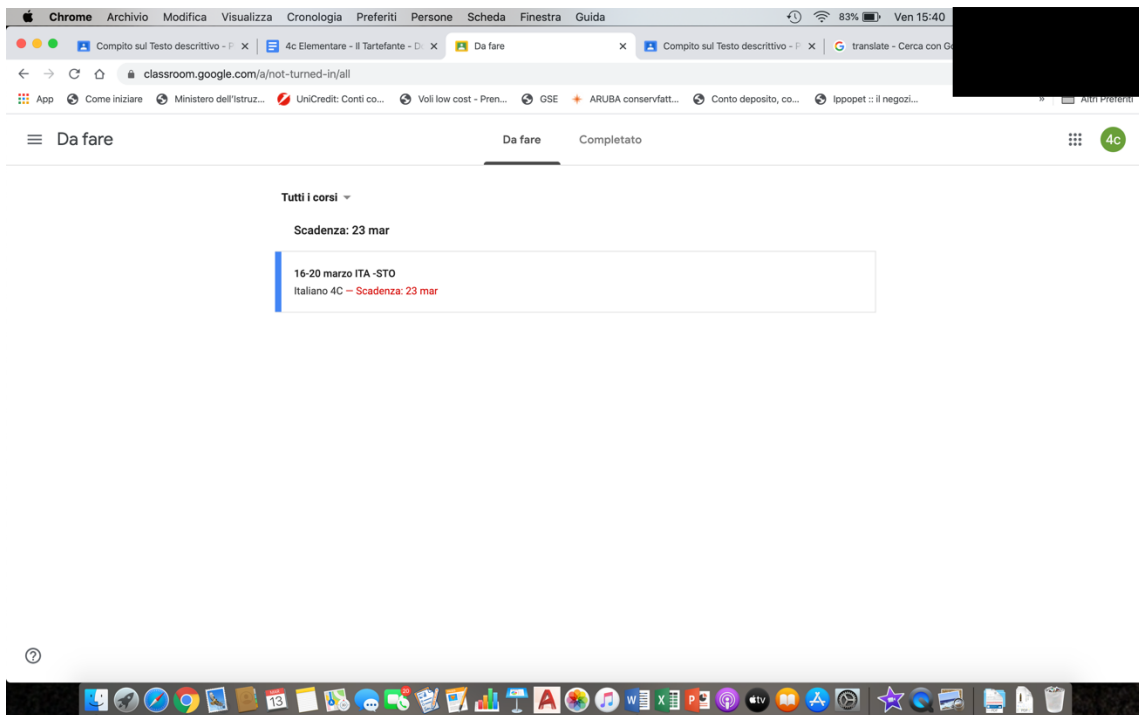 Chrome Archivio Modifica Visualizza Cronologia Preferiti Persone Scheda Finestra Guida 83% Ven 15:40
Compito sul Testo descrittivo - P 4c Elementare - Il Tartefante - D Da fare Compito sul Testo descrittivo - P translate - Cerca con Go
classroom.google.com/a/not-turned-in/all
App Come iniziare Ministero dell'Istruz... UniCredit: Conti co... Voli low cost - Pren... GSE ARUBA conservfatt... Conto deposito, co... Ippopet :: il negozi... » Altri Preferiti
Da fare Da fare Completato 4c
Tutti i corsi
Scadenza: 23 mar
16-20 marzo ITA -STO
Italiano 4C — Scadenza: 23 mar